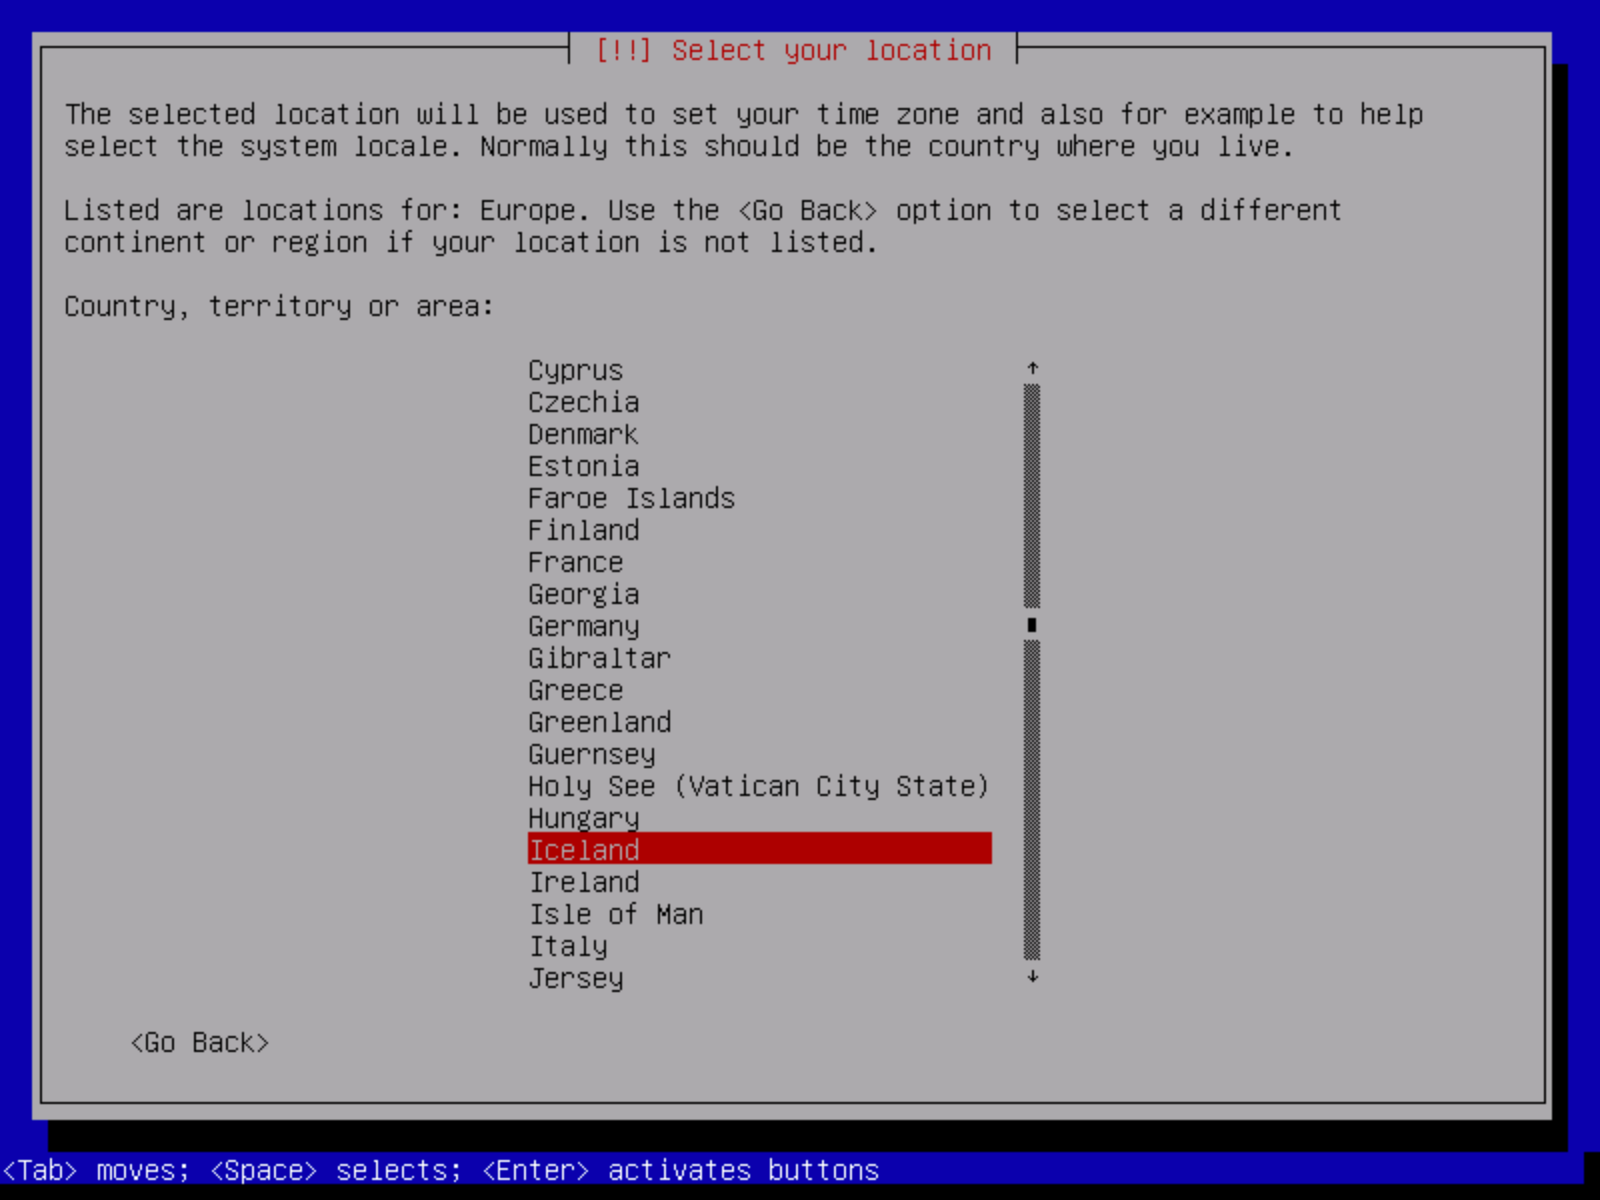 [!!] Select your location
The selected location will be used to set your time zone and also for example to help
select the system locale. Normally this should be the country where you live.
Listed are locations for: Europe. Use the <Go Back> option to select a different
continent or region if your location is not listed.
Country, territory or area:
Cyprus
Czechia
Denmark
Estonia
Faroe Islands
Finland
France
Georgia
Germany
Gibraltar
Greece
Greenland
Guernsey
Holy See (Vatican City State)
Hungary
Iceland
Ireland
Isle of Man
Italy
Jersey
<Go Back>
<Tab> moves; <Space> selects; <Enter> activates buttons